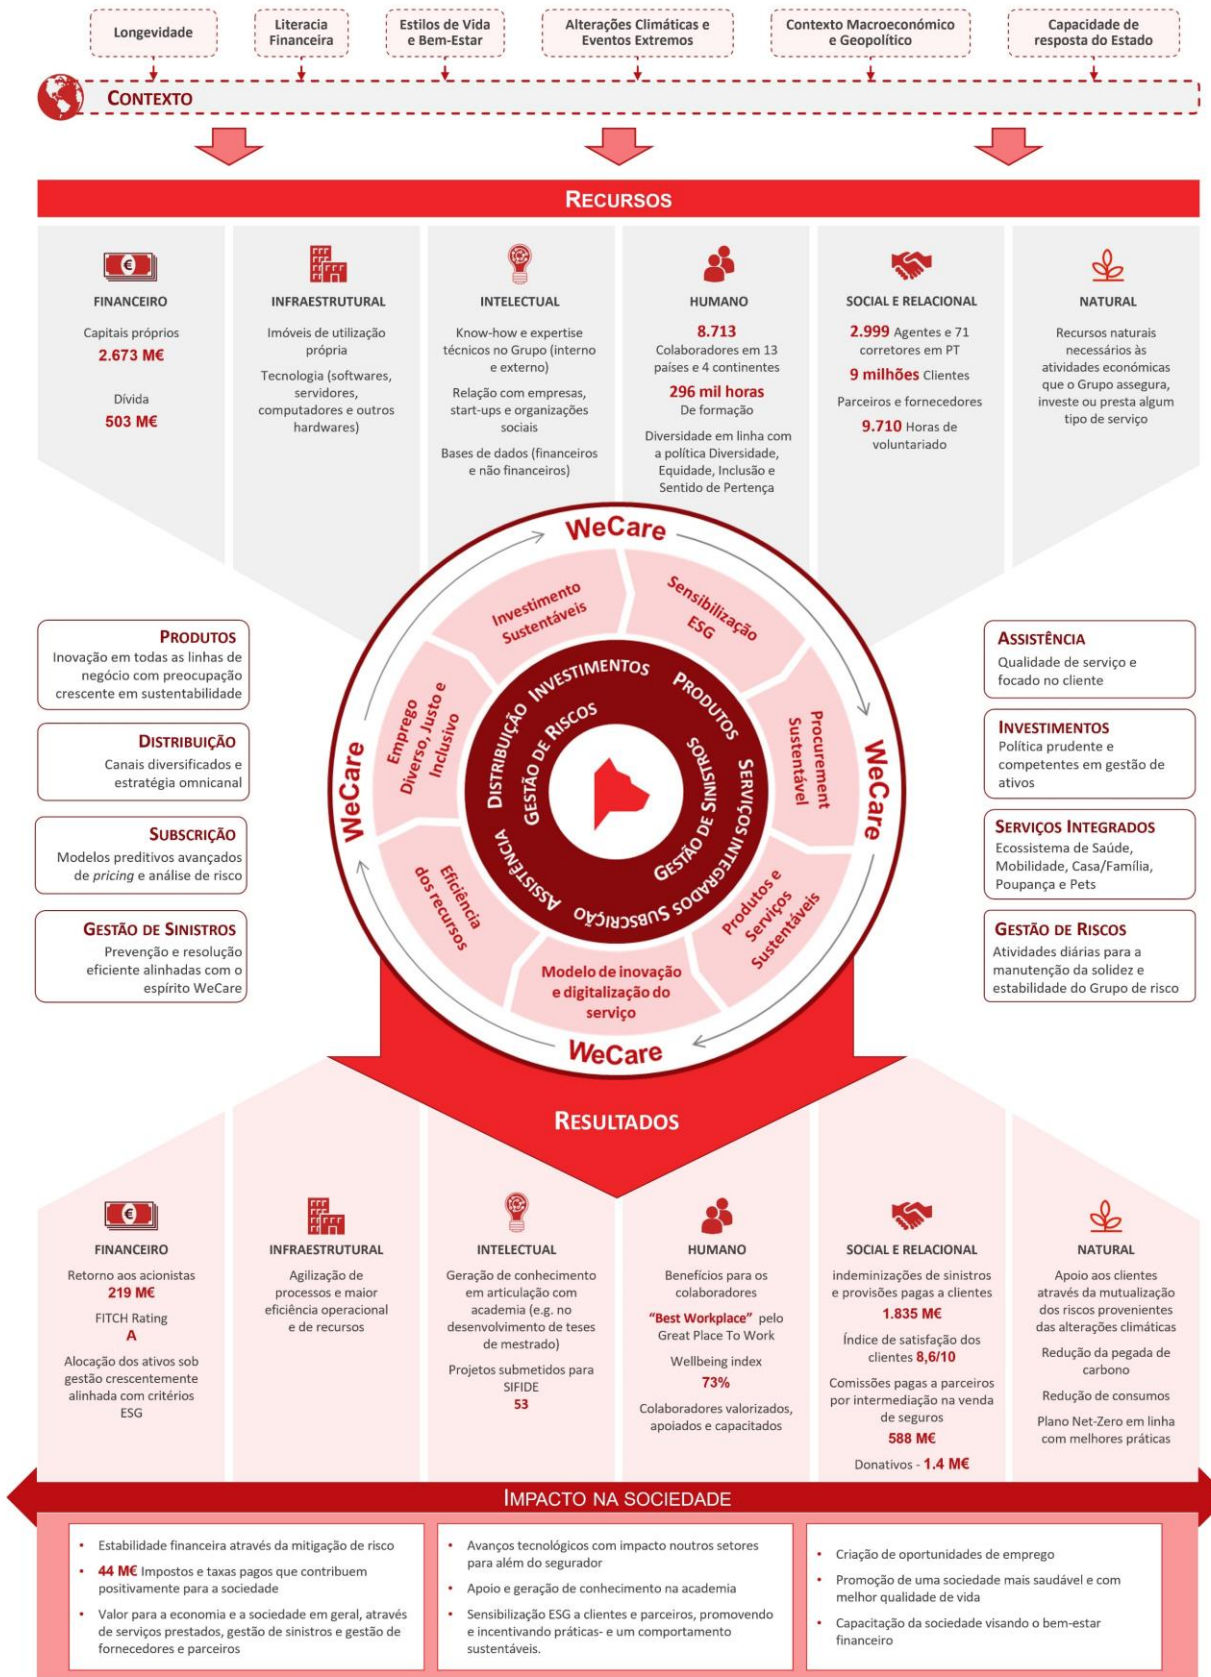 Longevidade
Literacia
Financeira
Estilos de Vida
e Bem-Estar
Alterações Climáticas e
Eventos Extremos
Contexto Macroeconómico
e Geopolítico
Capacidade de
resposta do Estado
CONTEXTO
RECURSOS
FINANCEIRO
Capitais próprios
2.673 M€
Dívida
503 M€
INFRAESTRUTURAL
Imóveis de utilização
própria
Tecnologia (softwares,
servidores,
computadores e outros
hardwares)
INTELECTUAL
Know-how e expertise
técnicos no Grupo (interno
e externo)
Relação com empresas,
start-ups e organizações
sociais
Bases de dados (financeiros
e não financeiros)
HUMANO
8.713
Colaboradores em 13
países e 4 continentes
296 mil horas
De formação
Diversidade em linha com
a política Diversidade,
Equidade, Inclusão e
Sentido de Pertença
SOCIAL E RELACIONAL
2.999 Agentes e 71
corretores em PT
9 milhões Clientes
Parceiros e fornecedores
9.710 Horas de
voluntariado
NATURAL
Recursos naturais
necessários às
atividades económicas
que o Grupo assegura,
investe ou presta algum
tipo de serviço
PRODUTOS
Inovação em todas as linhas de
negócio com preocupação
crescente em sustentabilidade
DISTRIBUIÇÃO
Canais diversificados e
estratégia omnicanal
SUBSCRIÇÃO
Modelos preditivos avançados
de pricing e análise de risco
GESTÃO DE SINISTROS
Prevenção e resolução
eficiente alinhadas com o
espírito WeCare
WeCare
WeCare
WeCare
WeCare
Investimento
Sustentáveis
Sensibilização
ESG
Procurement
Sustentável
Produtos e
Serviços
Sustentáveis
Modelo de inovação
e digitalização do
serviço
Eficiência
dos recursos
Emprego
Diverso, Justo e
Inclusivo
INVESTIMENTOS
PRODUTOS
SERVIÇOS INTEGRADOS
SUBSCRIÇÃO
ASSISTÊNCIA
DISTRIBUIÇÃO
GESTÃO DE RISCOS
GESTÃO DE SINISTROS
ASSISTÊNCIA
Qualidade de serviço e
focado no cliente
INVESTIMENTOS
Política prudente e
competentes em gestão de
ativos
SERVIÇOS INTEGRADOS
Ecossistema de Saúde,
Mobilidade, Casa/Família,
Poupança e Pets
GESTÃO DE RISCOS
Atividades diárias para a
manutenção da solidez e
estabilidade do Grupo de risco
RESULTADOS
FINANCEIRO
Retorno aos acionistas
219 M€
FITCH Rating
A
Alocação dos ativos sob
gestão crescentemente
alinhada com critérios
ESG
INFRAESTRUTURAL
Agilização de
processos e maior
eficiência operacional
e de recursos
INTELECTUAL
Geração de conhecimento
em articulação com
academia (e.g. no
desenvolvimento de teses
de mestrado)
Projetos submetidos para
SIFIDE
53
HUMANO
Benefícios para os
colaboradores
“Best Workplace” pelo
Great Place To Work
Wellbeing index
73%
Colaboradores valorizados,
apoiados e capacitados
SOCIAL E RELACIONAL
indeminizações de sinistros
e provisões pagas a clientes
1.835 M€
Índice de satisfação dos
clientes 8,6/10
Comissões pagas a parceiros
por intermediação na venda
de seguros
588 M€
Donativos - 1.4 M€
NATURAL
Apoio aos clientes
através da mutualização
dos riscos provenientes
das alterações climáticas
Redução da pegada de
carbono
Redução de consumos
Plano Net-Zero em linha
com melhores práticas
IMPACTO NA SOCIEDADE
• Estabilidade financeira através da mitigação de risco
• 44 M€ Impostos e taxas pagos que contribuem
positivamente para a sociedade
• Valor para a economia e a sociedade em geral, através
de serviços prestados, gestão de sinistros e gestão de
fornecedores e parceiros
• Avanços tecnológicos com impacto noutros setores
para além do segurador
• Apoio e geração de conhecimento na academia
• Sensibilização ESG a clientes e parceiros, promovendo
e incentivando práticas- e um comportamento
sustentáveis.
• Criação de oportunidades de emprego
• Promoção de uma sociedade mais saudável e com
melhor qualidade de vida
• Capacitação da sociedade visando o bem-estar
financeiro